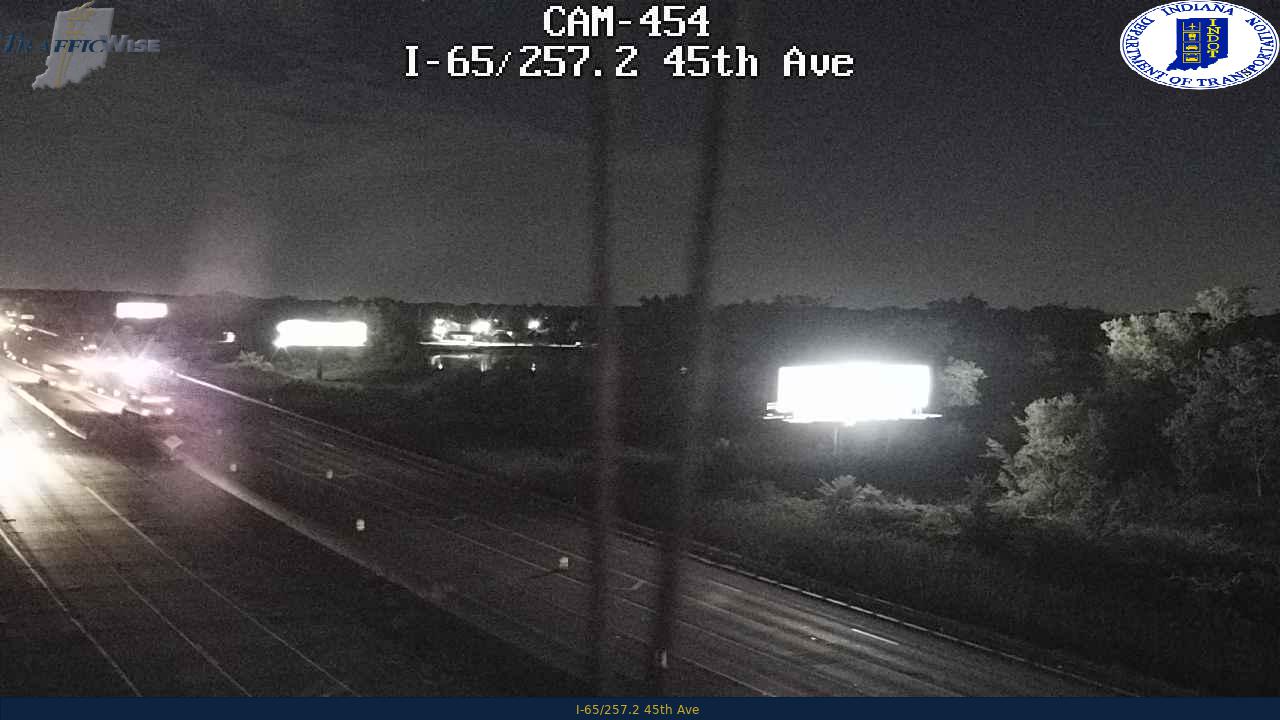 CAM-454
I-65/257.2 45th Ave
TRAFFICWISE
INDIANA
DEPARTMENT OF TRANSPORTATION
INDOT
I-65/257.2 45th Ave